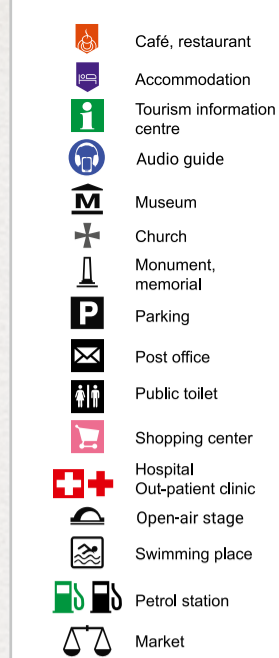 Café, restaurant
Accommodation
i
Tourism information
centre
Audio guide
M
Museum
Church
Monument,
memorial
P
Parking
Post office
Public toilet
Shopping center
Hospital
Out-patient clinic
Open-air stage
Swimming place
Petrol station
Market